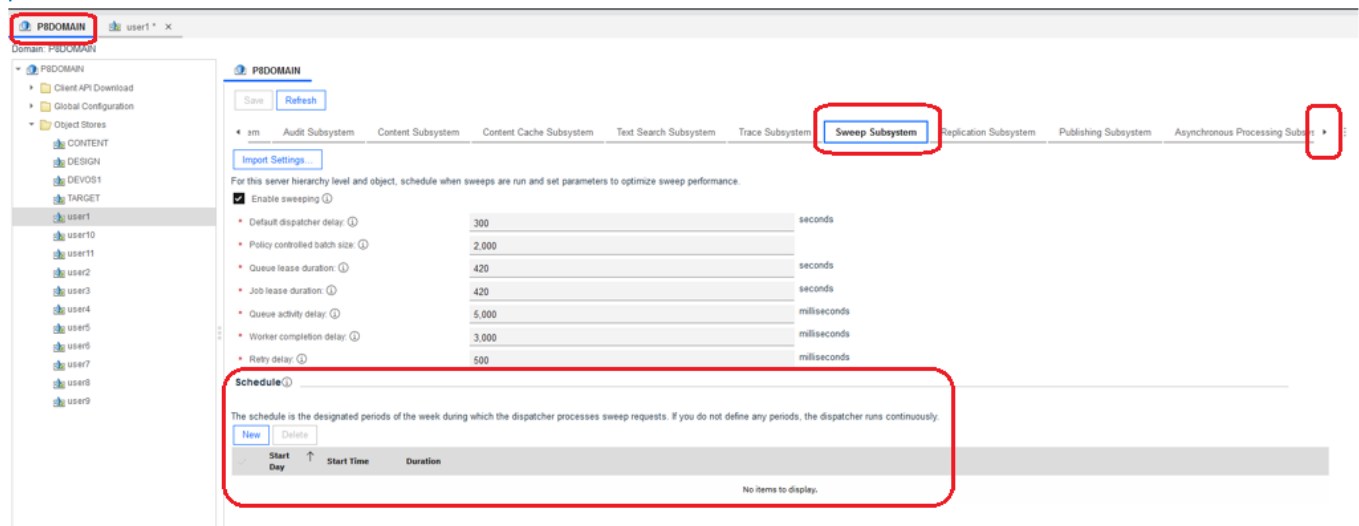 P8DOMAIN user1 * ×
Domain: P8DOMAIN
P8DOMAIN
Client API Download
Global Configuration
Object Stores
CONTENT
DESIGN
DEVOS1
TARGET
user1
user10
user11
user2
user3
user4
user5
user6
user7
user8
user9
P8DOMAIN
Save Refresh
em Audit Subsystem Content Subsystem Content Cache Subsystem Text Search Subsystem Trace Subsystem Sweep Subsystem Replication Subsystem Publishing Subsystem Asynchronous Processing Subsys
Import Settings...
For this server hierarchy level and object, schedule when sweeps are run and set parameters to optimize sweep performance.
Enable sweeping
* Default dispatcher delay: 300 seconds
* Policy controlled batch size: 2,000
* Queue lease duration: 420 seconds
* Job lease duration: 420 seconds
* Queue activity delay: 5,000 milliseconds
* Worker completion delay: 3,000 milliseconds
* Retry delay: 500 milliseconds
Schedule
The schedule is the designated periods of the week during which the dispatcher processes sweep requests. If you do not define any periods, the dispatcher runs continuously.
New Delete
Start Day ↑ Start Time Duration
No items to display.